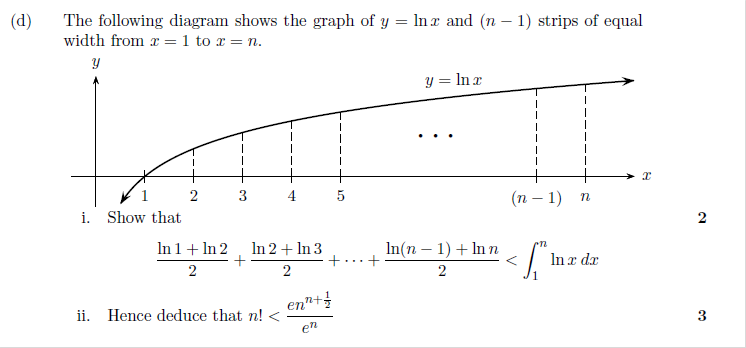 (d) The following diagram shows the graph of y = ln x and (n − 1) strips of equal
width from x = 1 to x = n.
y
y = ln x
. . .
x
1 2 3 4 5 (n − 1) n
i. Show that 2
(ln 1 + ln 2)/2 + (ln 2 + ln 3)/2 + ··· + (ln(n − 1) + ln n)/2 < ∫₁ⁿ ln x dx
ii. Hence deduce that n! < en^(n+1/2)/eⁿ 3